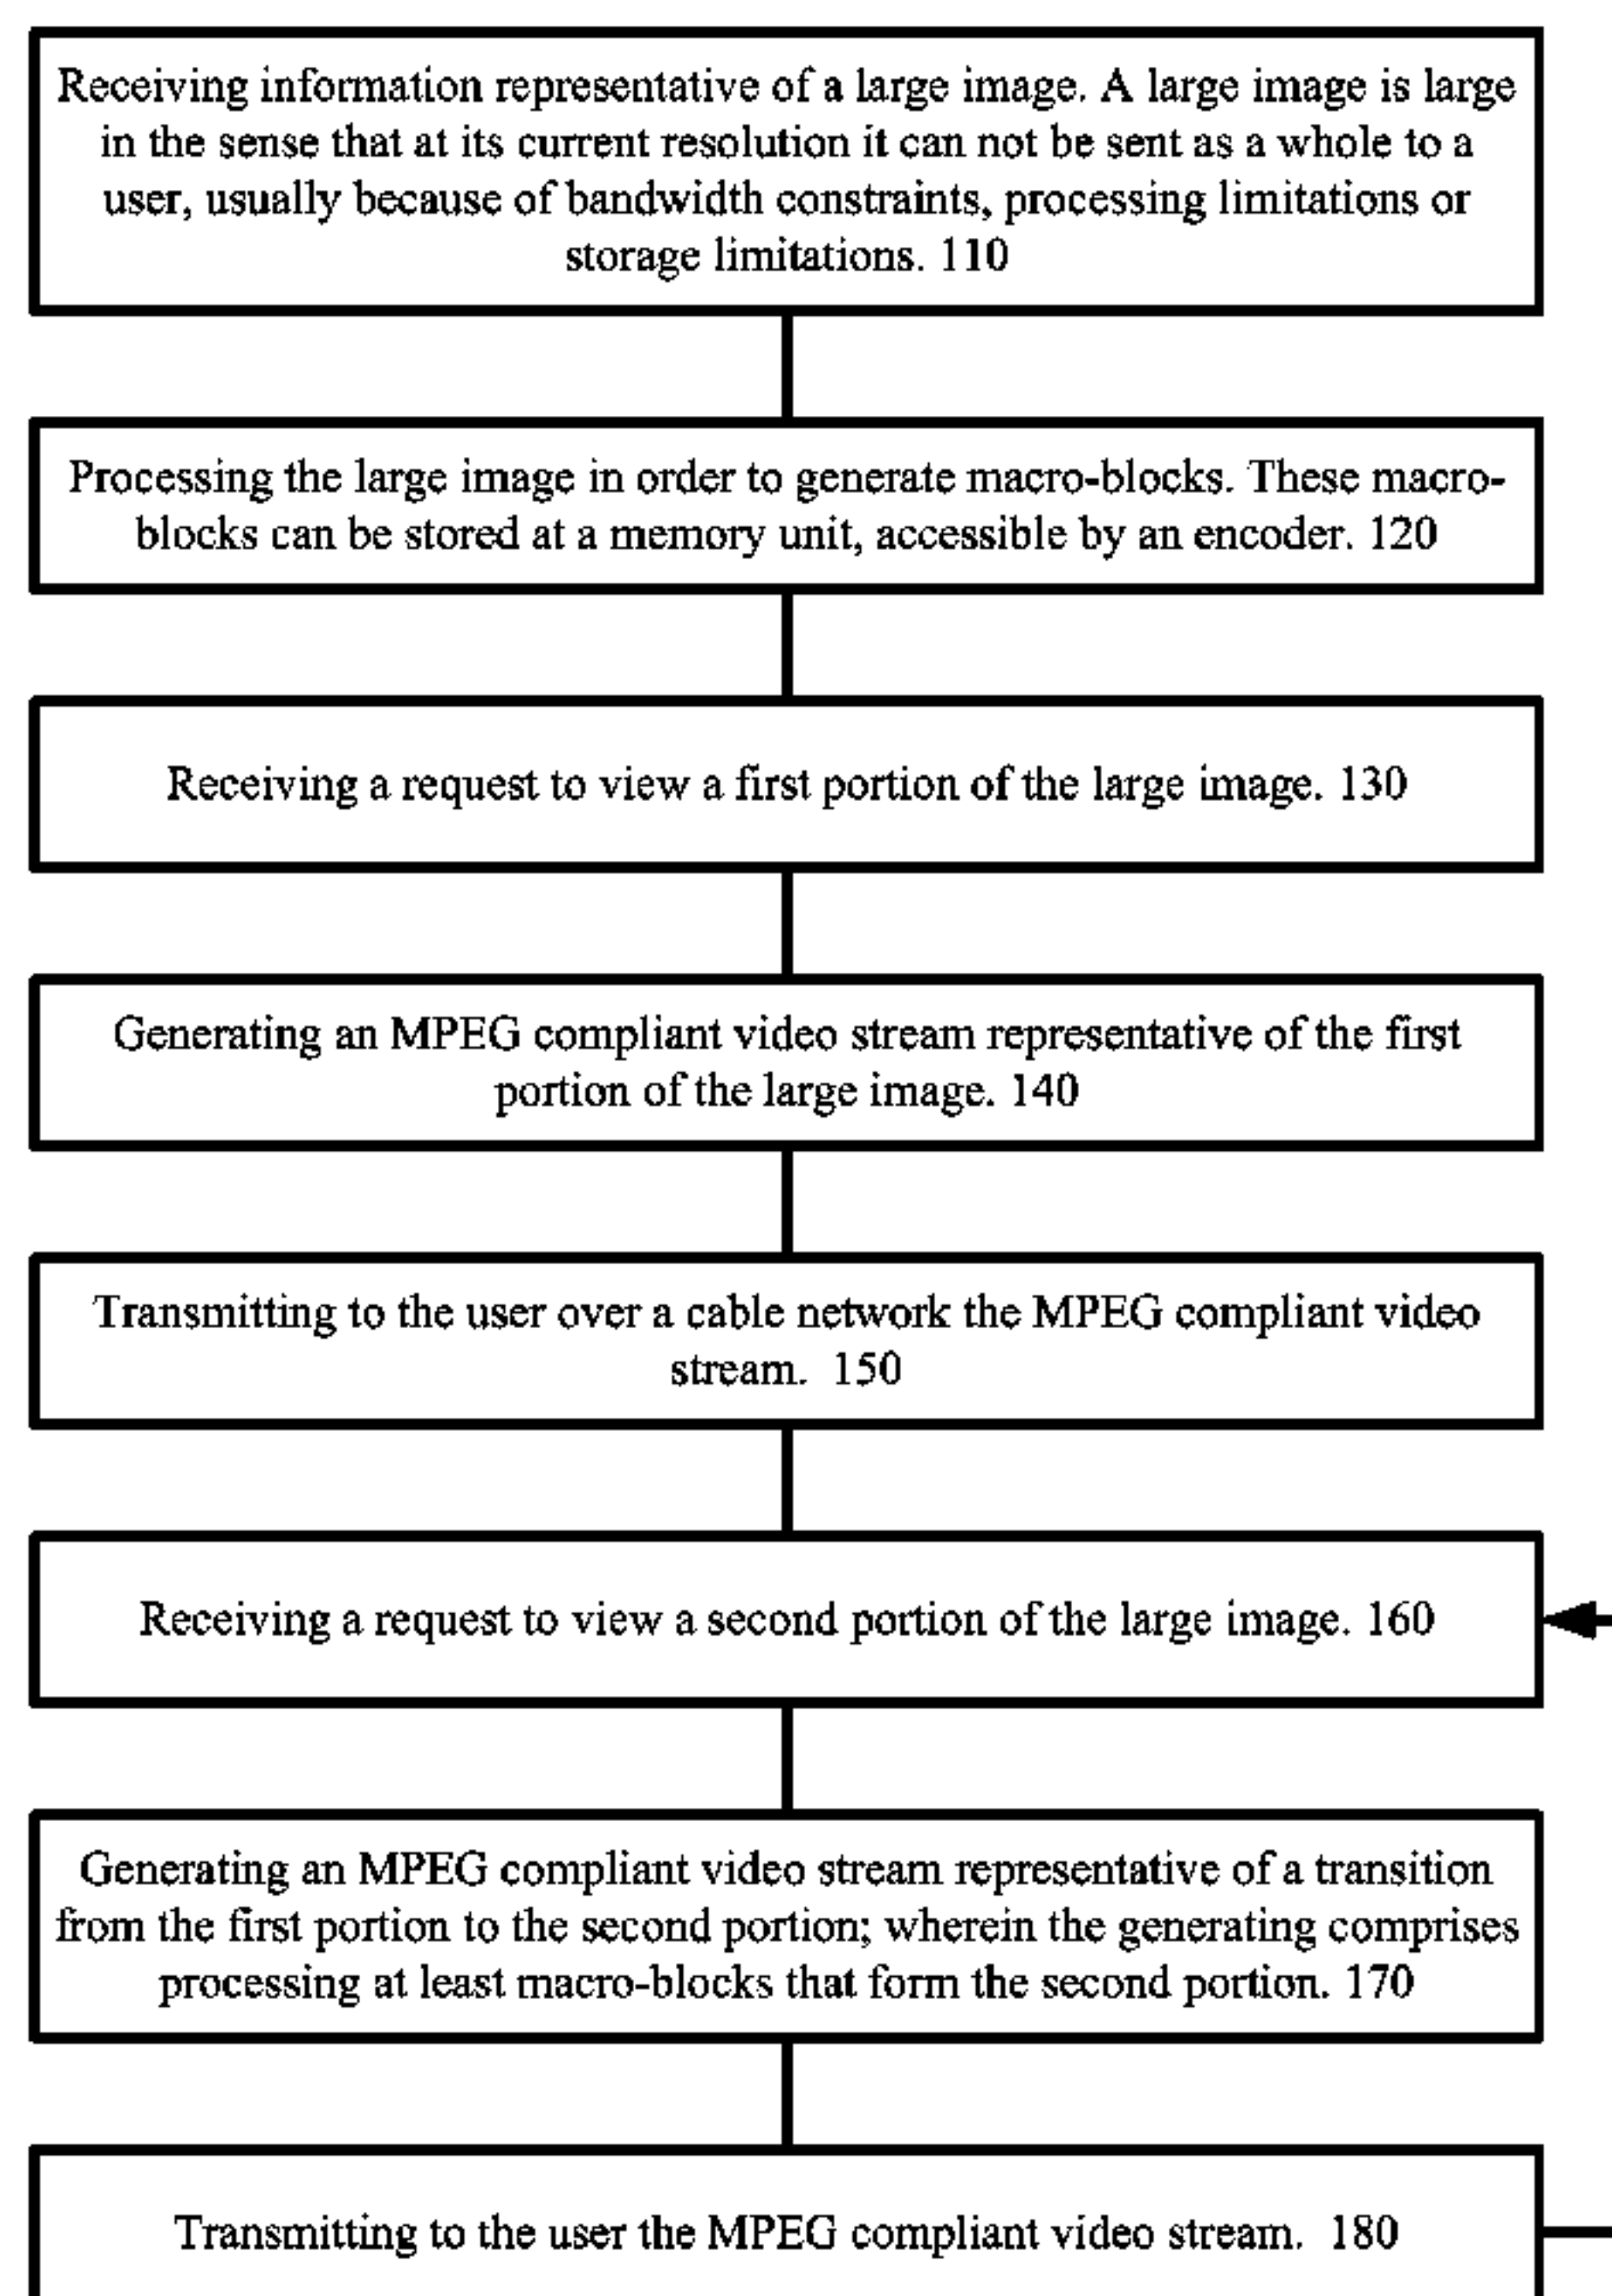 Receiving information representative of a large image. A large image is large
in the sense that at its current resolution it can not be sent as a whole to a
user, usually because of bandwidth constraints, processing limitations or
storage limitations. 110
Processing the large image in order to generate macro-blocks. These macro-
blocks can be stored at a memory unit, accessible by an encoder. 120
Receiving a request to view a first portion of the large image. 130
Generating an MPEG compliant video stream representative of the first
portion of the large image. 140
Transmitting to the user over a cable network the MPEG compliant video
stream. 150
Receiving a request to view a second portion of the large image. 160
Generating an MPEG compliant video stream representative of a transition
from the first portion to the second portion; wherein the generating comprises
processing at least macro-blocks that form the second portion. 170
Transmitting to the user the MPEG compliant video stream. 180